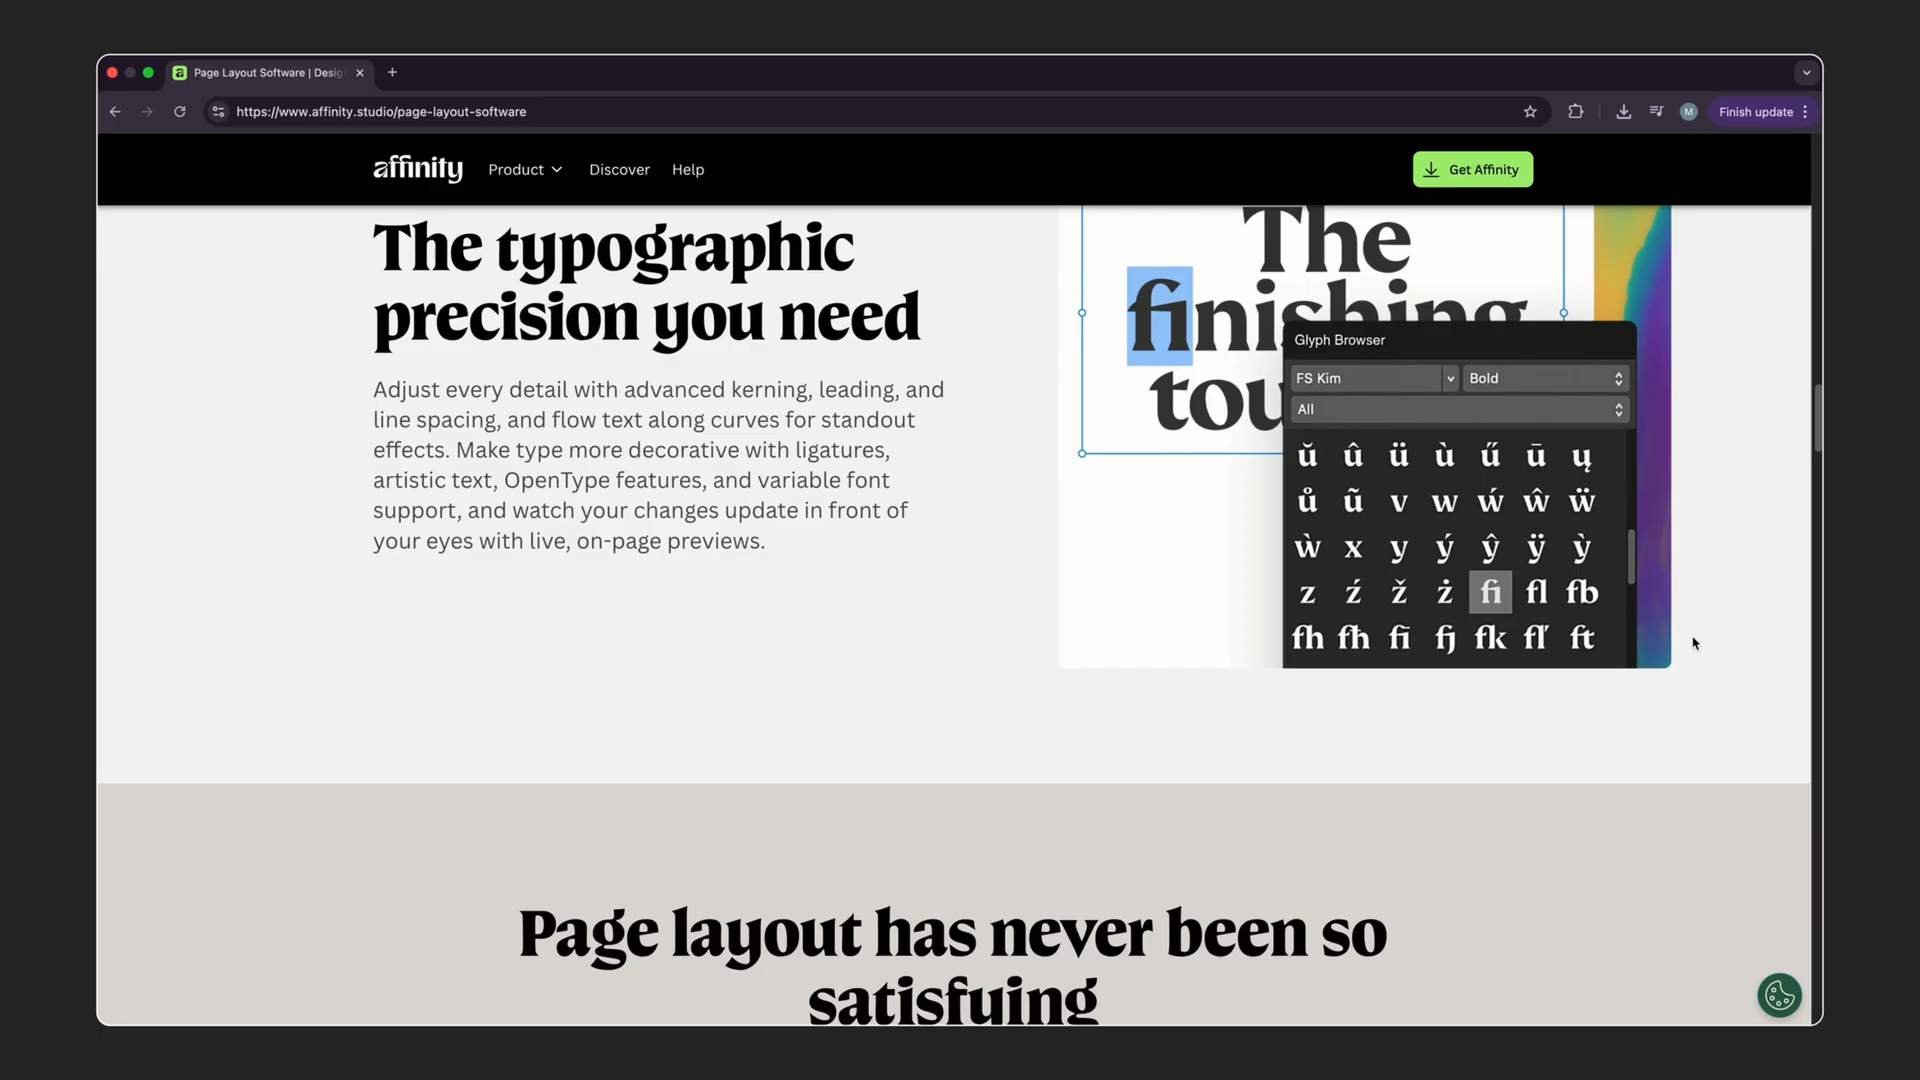 Page Layout Software | Desig
https://www.affinity.studio/page-layout-software
M
Finish update
affinity
Product
Discover
Help
Get Affinity
The typographic
precision you need
Adjust every detail with advanced kerning, leading, and
line spacing, and flow text along curves for standout
effects. Make type more decorative with ligatures,
artistic text, OpenType features, and variable font
support, and watch your changes update in front of
your eyes with live, on-page previews.
The
finishing
tou
Glyph Browser
FS Kim
Bold
All
ŭ û ü ù ű ū ų
ů ũ v w ẃ ŵ ẅ
ẁ x y ý ŷ ÿ ỳ
z ź ž ż fi fl fb
fh fħ fī fj fk fľ ft
Page layout has never been so
satisfying